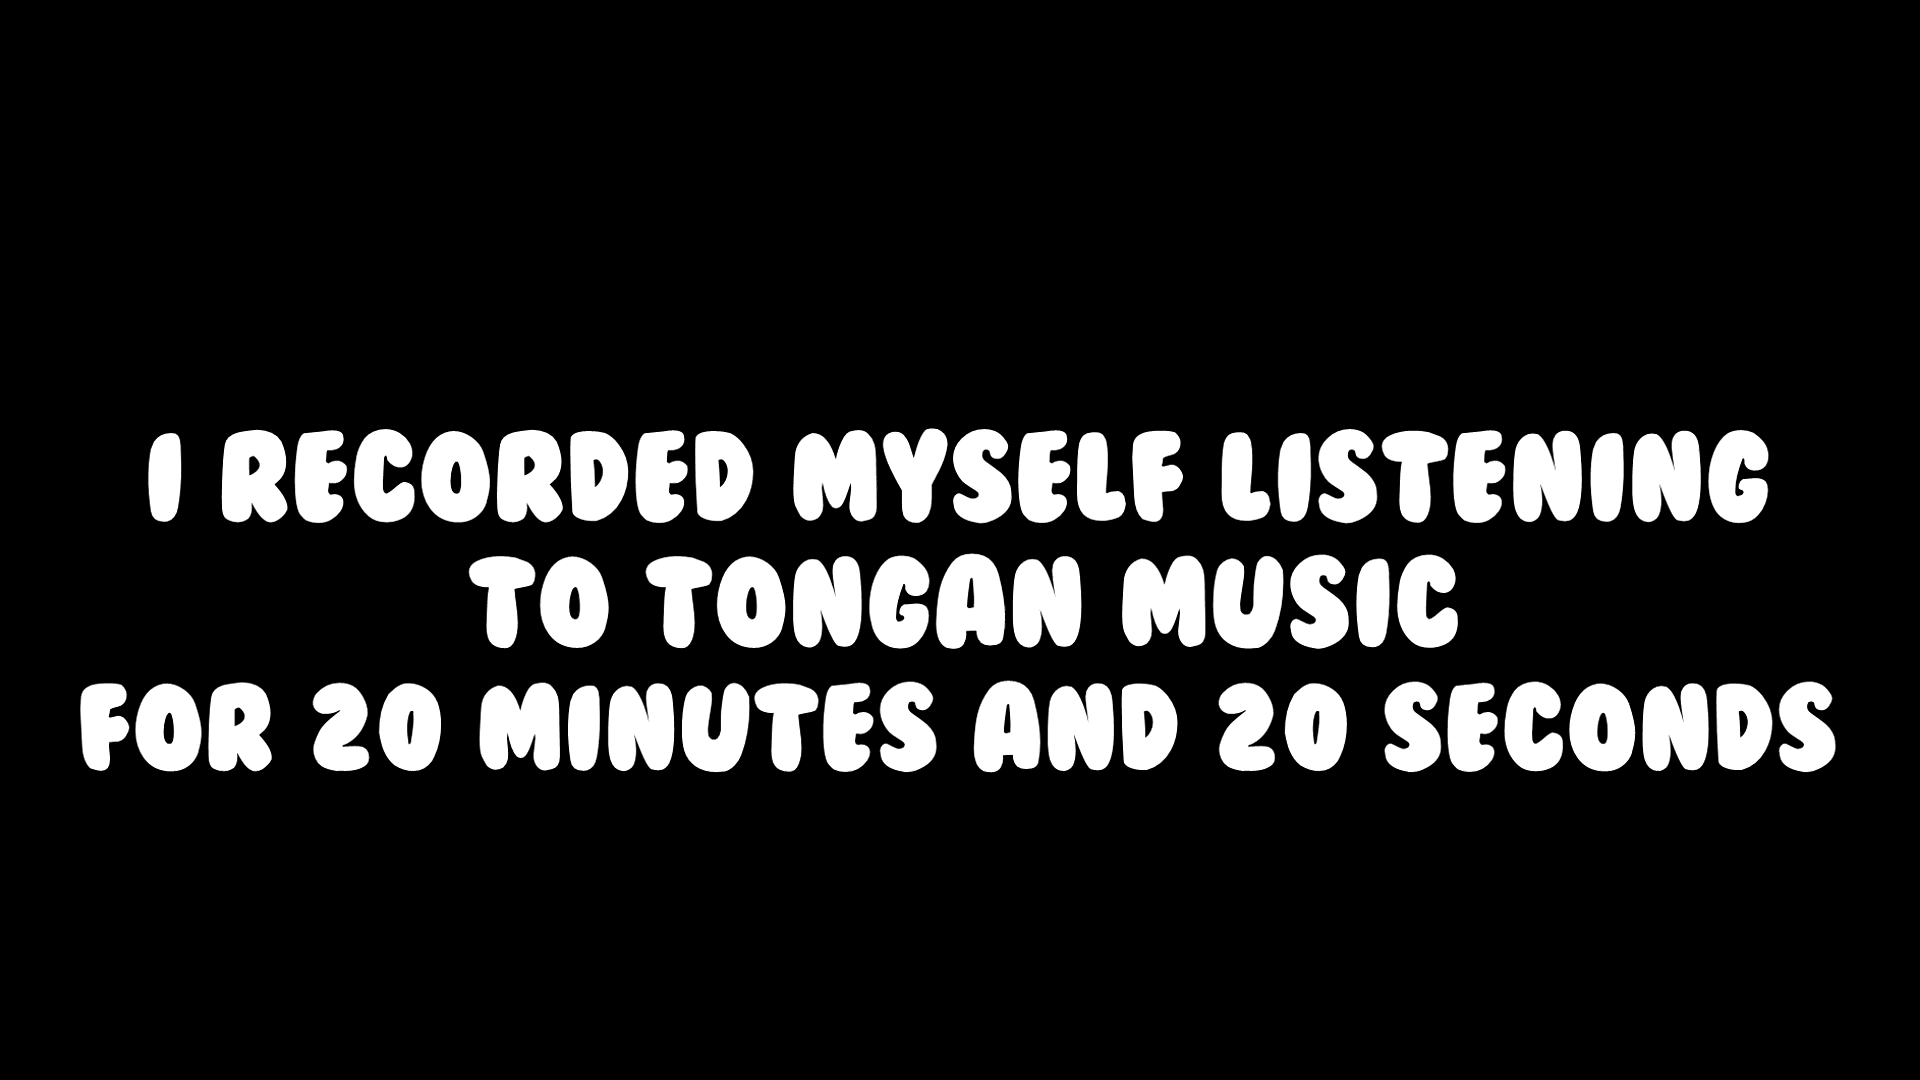 I RECORDED MYSELF LISTENING
TO TONGAN MUSIC
FOR 20 MINUTES AND 20 SECONDS